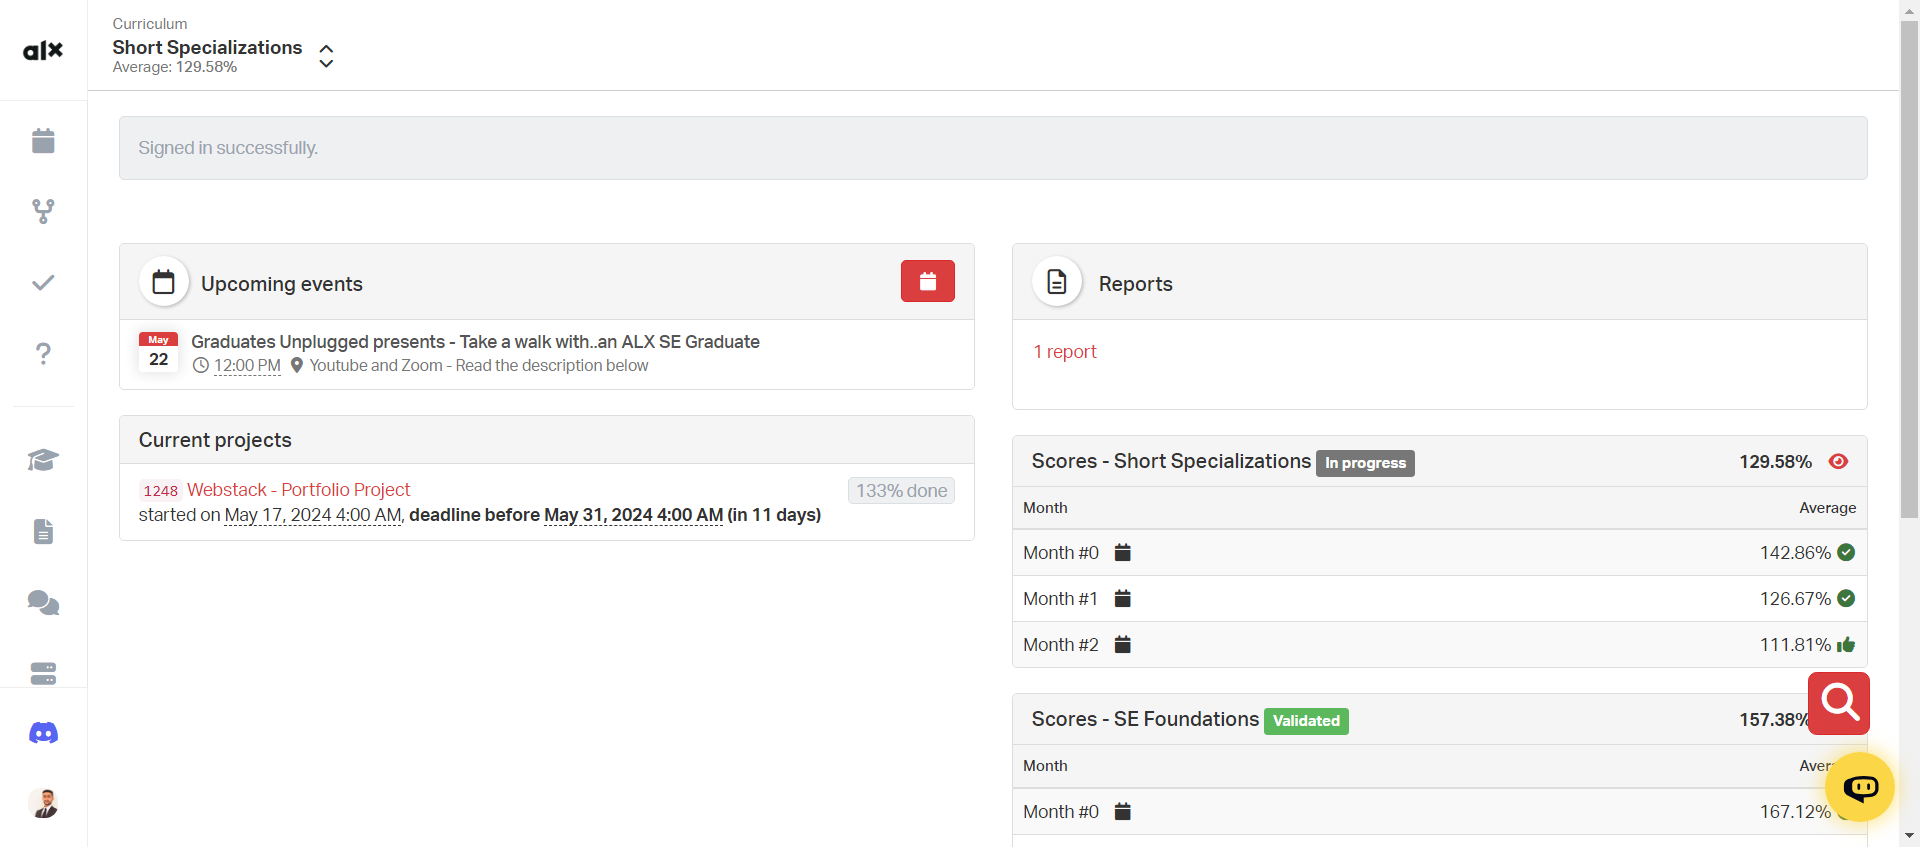 alx
Curriculum
Short Specializations
Average: 129.58%
Signed in successfully.
Upcoming events
May
22
Graduates Unplugged presents - Take a walk with..an ALX SE Graduate
12:00 PM Youtube and Zoom - Read the description below
Current projects
1248 Webstack - Portfolio Project
133% done
started on May 17, 2024 4:00 AM, deadline before May 31, 2024 4:00 AM (in 11 days)
Reports
1 report
Scores - Short Specializations In progress 129.58%
Month Average
Month #0 142.86%
Month #1 126.67%
Month #2 111.81%
Scores - SE Foundations Validated 157.38%
Month
Month #0 167.12%